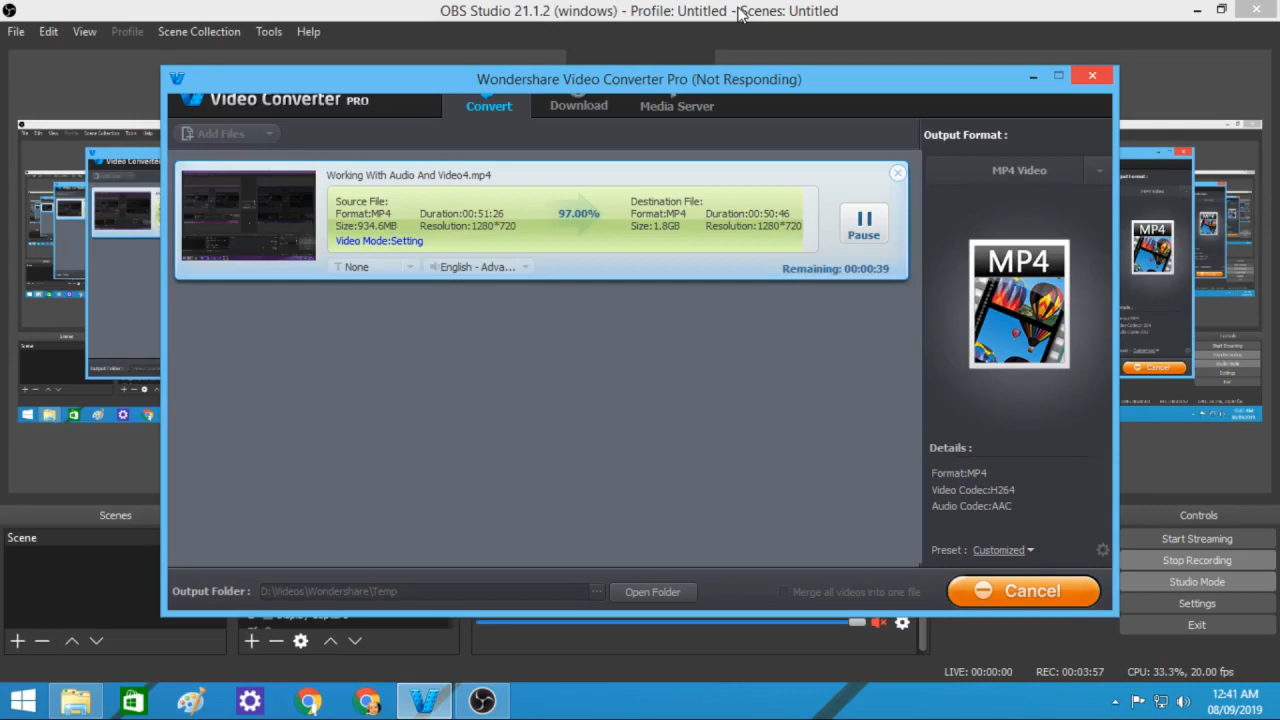 OBS Studio 21.1.2 (windows) - Profile: Untitled - Scenes: Untitled
File Edit View Profile Scene Collection Tools Help
Wondershare Video Converter Pro (Not Responding)
Video Converter PRO
Convert
Download
Media Server
Add Files
Output Format :
MP4 Video
Working With Audio And Video4.mp4
Source File:
Format:MP4 Duration:00:51:26
Size:934.6MB Resolution:1280*720
Video Mode:Setting
97.00%
Destination File:
Format:MP4 Duration:00:50:46
Size:1.8GB Resolution:1280*720
Pause
None
English - Adva...
Remaining: 00:00:39
MP4
Details :
Format:MP4
Video Codec:H264
Audio Codec:AAC
Preset : Customized
Output Folder : D:\Videos\Wondershare\Temp ... Open Folder
Merge all videos into one file
Cancel
Scenes
Scene
Controls
Start Streaming
Stop Recording
Studio Mode
Settings
Exit
LIVE: 00:00:00 REC: 00:03:57 CPU: 33.3%, 20.00 fps
12:41 AM
08/09/2019